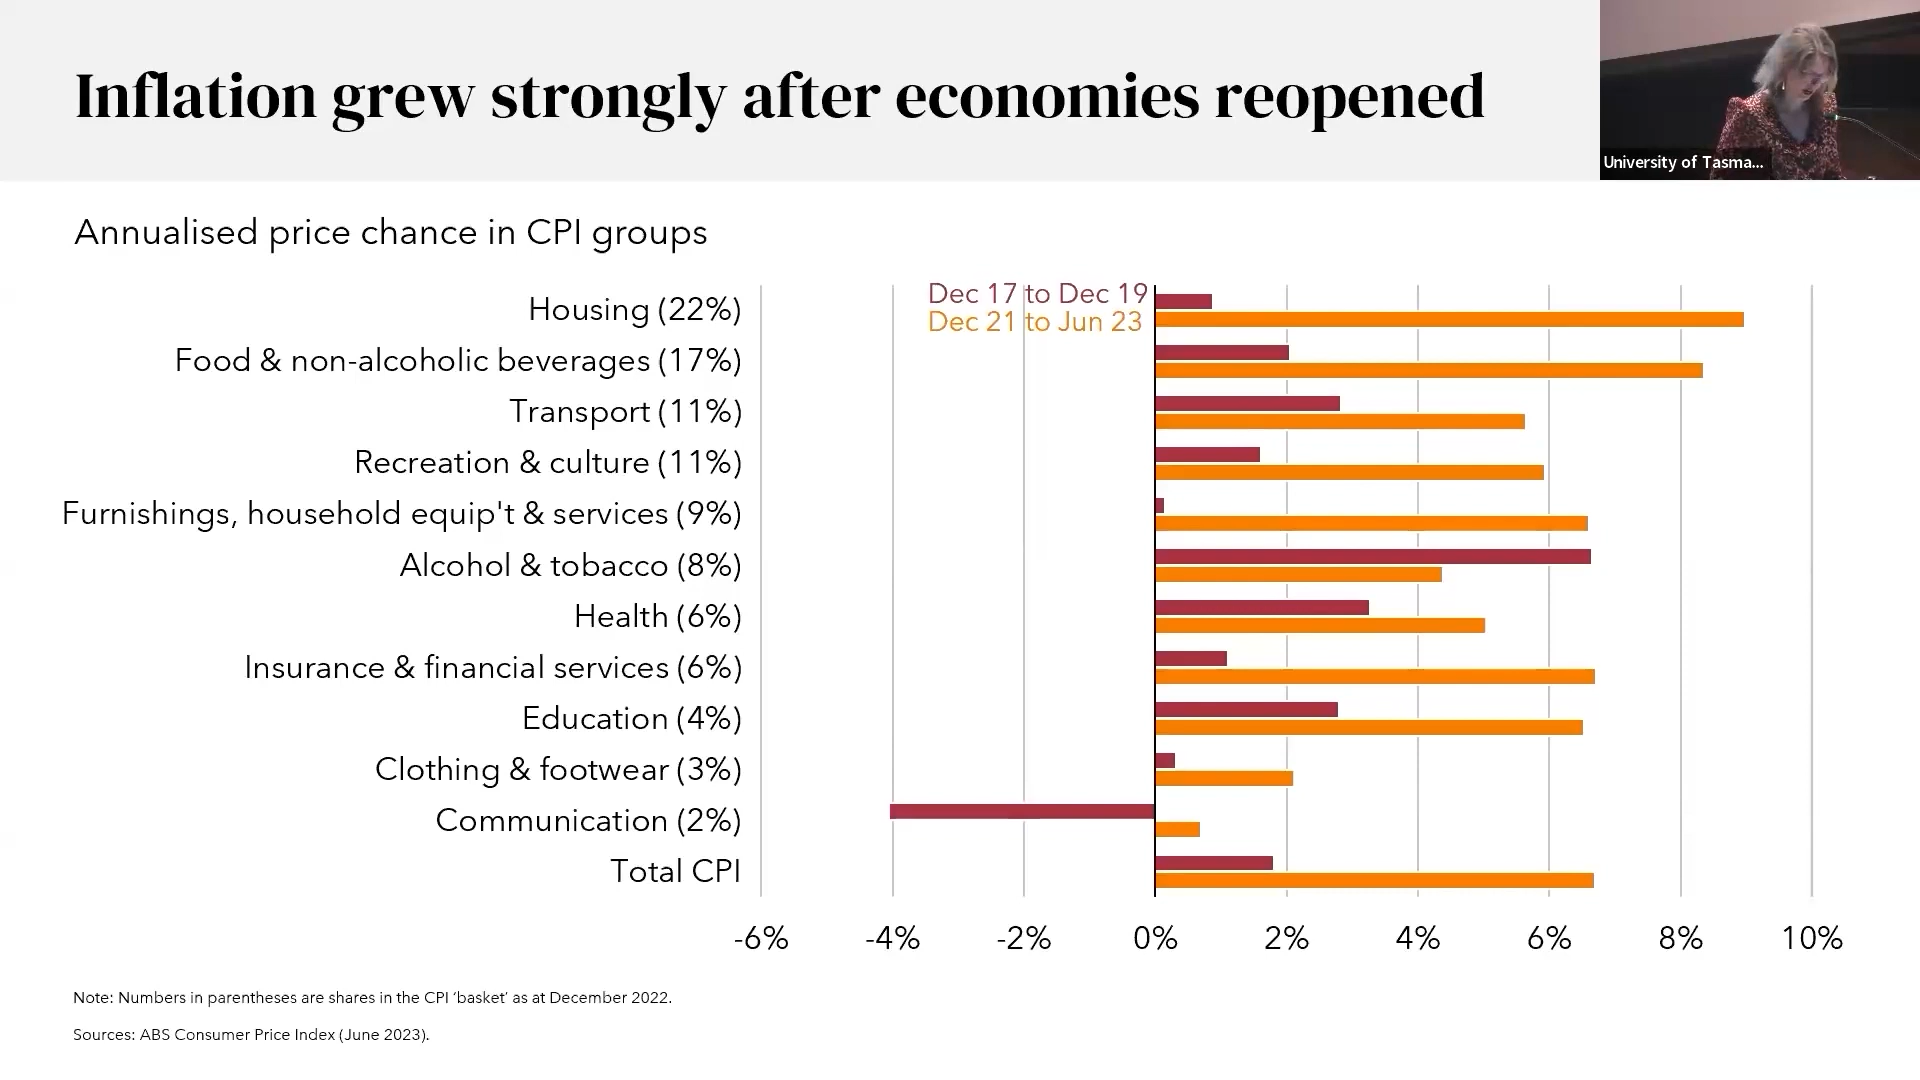 Inflation grew strongly after economies reopened
University of Tasma...
Annualised price chance in CPI groups
Dec 17 to Dec 19
Dec 21 to Jun 23
Housing (22%)
Food & non-alcoholic beverages (17%)
Transport (11%)
Recreation & culture (11%)
Furnishings, household equip't & services (9%)
Alcohol & tobacco (8%)
Health (6%)
Insurance & financial services (6%)
Education (4%)
Clothing & footwear (3%)
Communication (2%)
Total CPI
-6% -4% -2% 0% 2% 4% 6% 8% 10%
Note: Numbers in parentheses are shares in the CPI ‘basket’ as at December 2022.
Sources: ABS Consumer Price Index (June 2023).